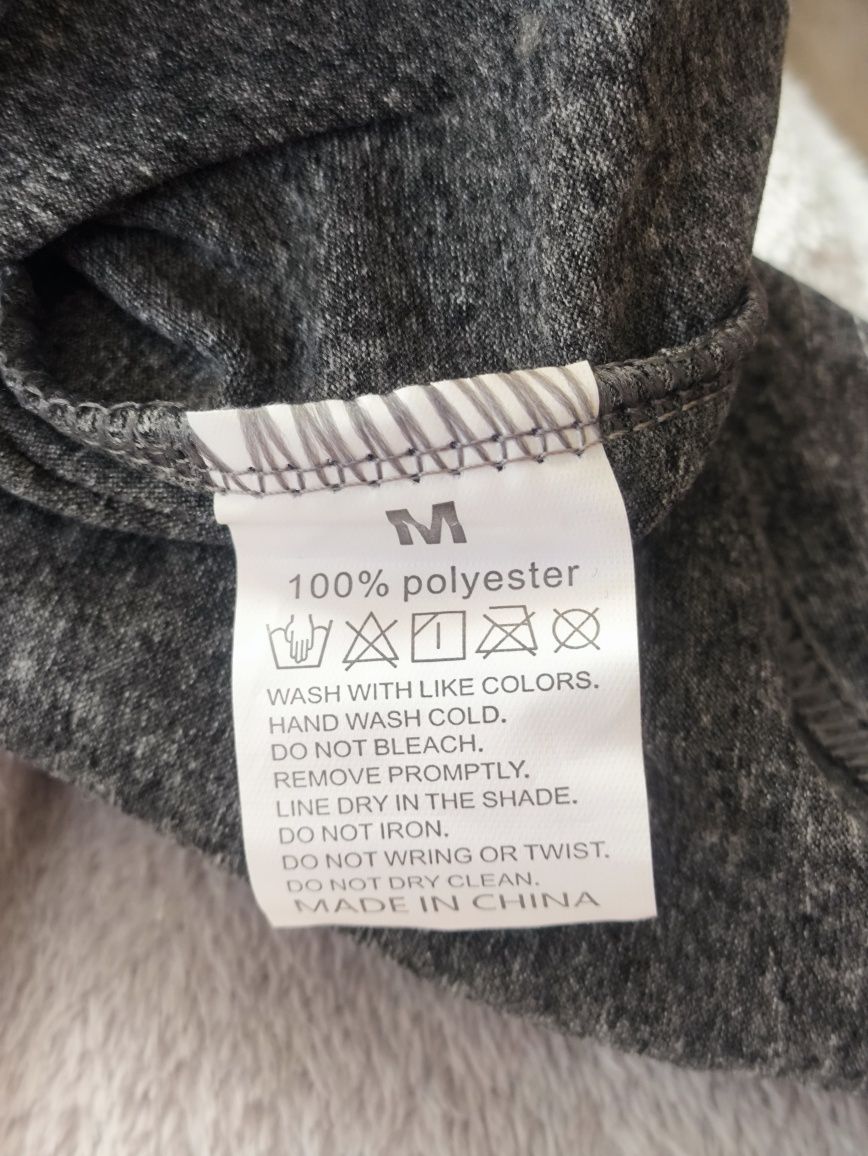 M
100% polyester
WASH WITH LIKE COLORS.
HAND WASH COLD.
DO NOT BLEACH.
REMOVE PROMPTLY.
LINE DRY IN THE SHADE.
DO NOT IRON.
DO NOT WRING OR TWIST.
DO NOT DRY CLEAN.
MADE IN CHINA